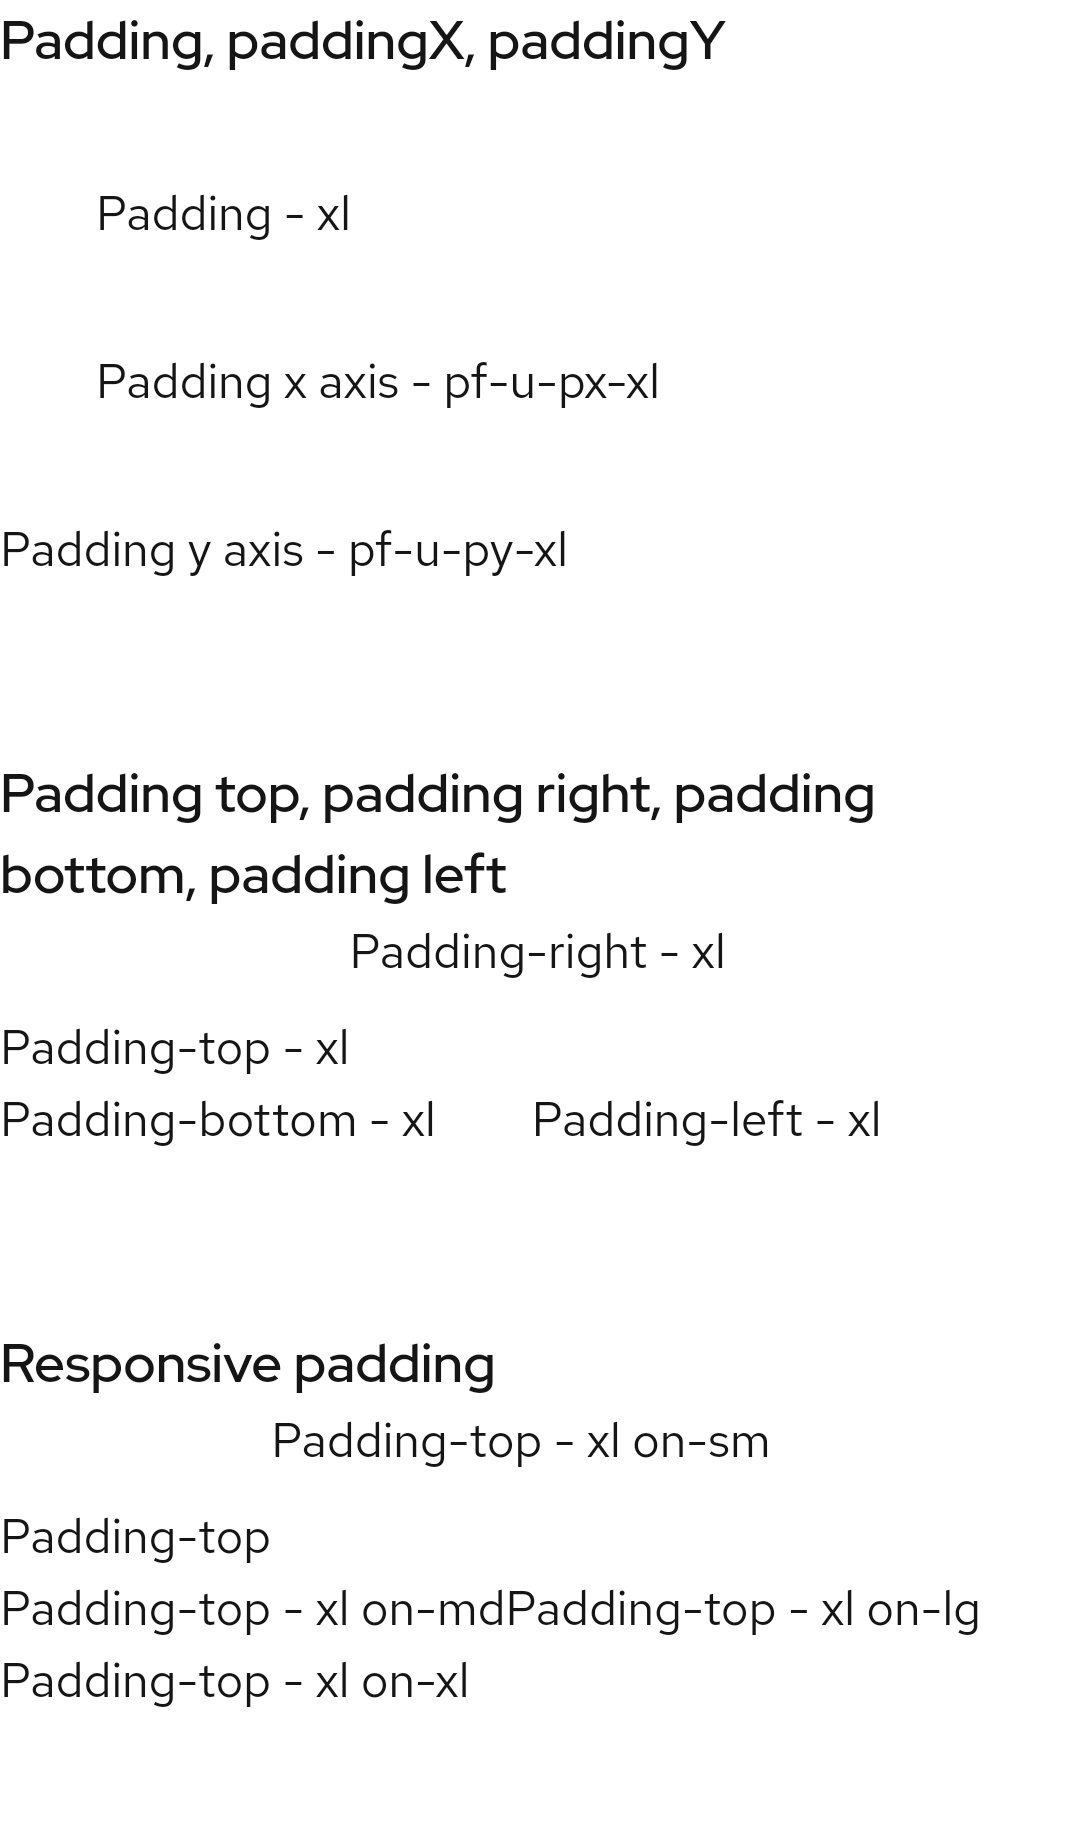 Padding, paddingX, paddingY
Padding - xl
Padding x axis - pf-u-px-xl
Padding y axis - pf-u-py-xl
Padding top, padding right, padding
bottom, padding left
Padding-right - xl
Padding-top - xl
Padding-bottom - xl Padding-left - xl
Responsive padding
Padding-top - xl on-sm
Padding-top
Padding-top - xl on-mdPadding-top - xl on-lg
Padding-top - xl on-xl